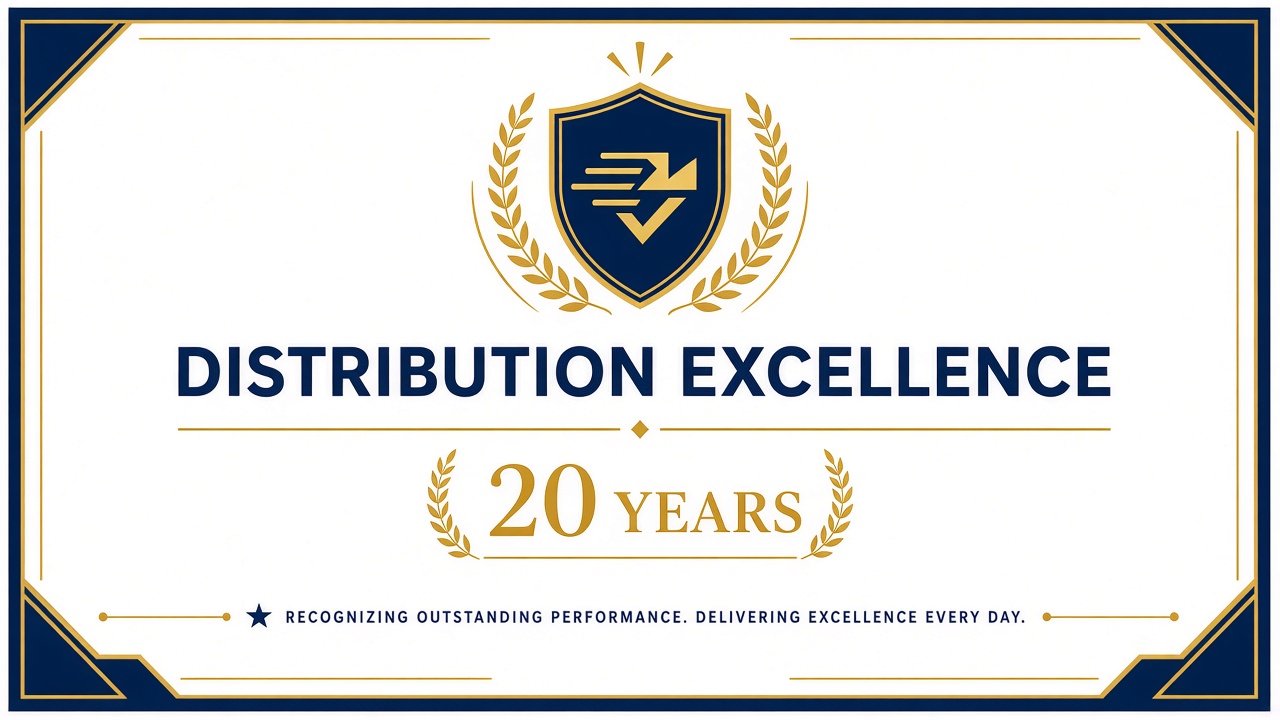 DISTRIBUTION EXCELLENCE
20 YEARS
RECOGNIZING OUTSTANDING PERFORMANCE. DELIVERING EXCELLENCE EVERY DAY.